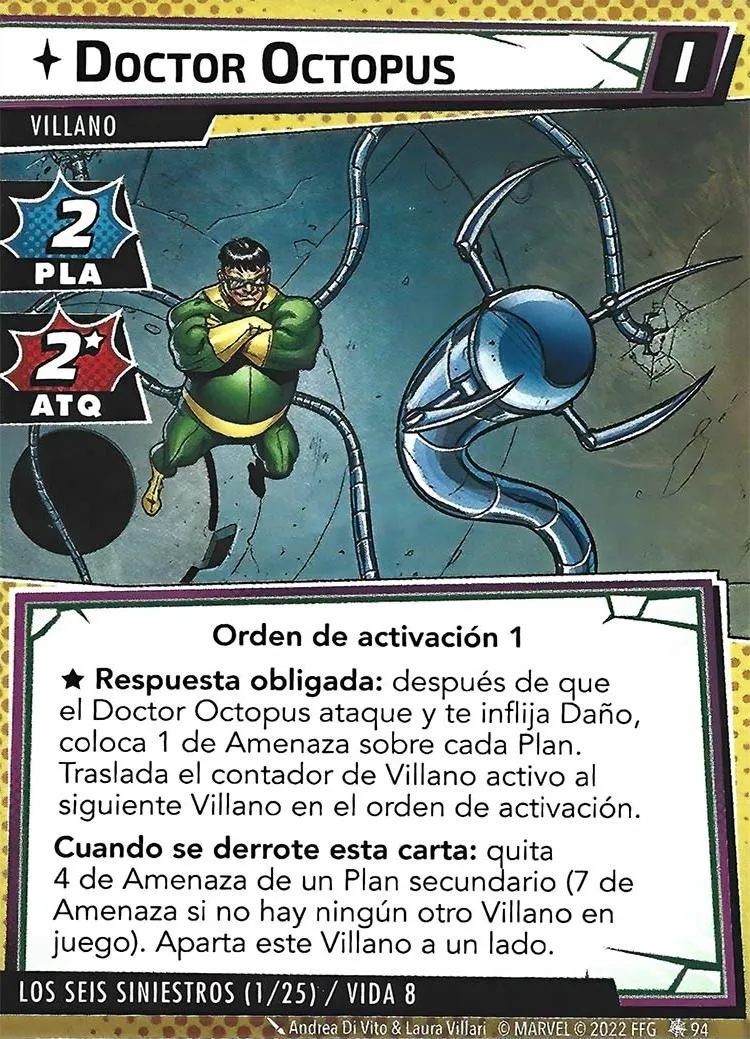 DOCTOR OCTOPUS
I
VILLANO
2
PLA
2
ATQ
Orden de activación 1
★ Respuesta obligada: después de que
el Doctor Octopus ataque y te inflija Daño,
coloca 1 de Amenaza sobre cada Plan.
Traslada el contador de Villano activo al
siguiente Villano en el orden de activación.
Cuando se derrote esta carta: quita
4 de Amenaza de un Plan secundario (7 de
Amenaza si no hay ningún otro Villano en
juego). Aparta este Villano a un lado.
LOS SEIS SINIESTROS (1/25) / VIDA 8
Andrea Di Vito & Laura Villari © MARVEL © 2022 FFG 94